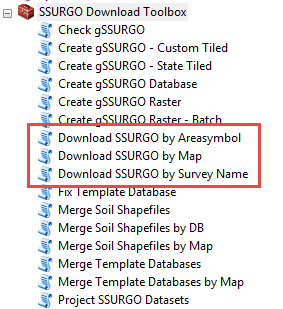 SSURGO Download Toolbox
Check gSSURGO
Create gSSURGO - Custom Tiled
Create gSSURGO - State Tiled
Create gSSURGO Database
Create gSSURGO Raster
Create gSSURGO Raster - Batch
Download SSURGO by Areasymbol
Download SSURGO by Map
Download SSURGO by Survey Name
Fix Template Database
Merge Soil Shapefiles
Merge Soil Shapefiles by DB
Merge Soil Shapefiles by Map
Merge Template Databases
Merge Template Databases by Map
Project SSURGO Datasets